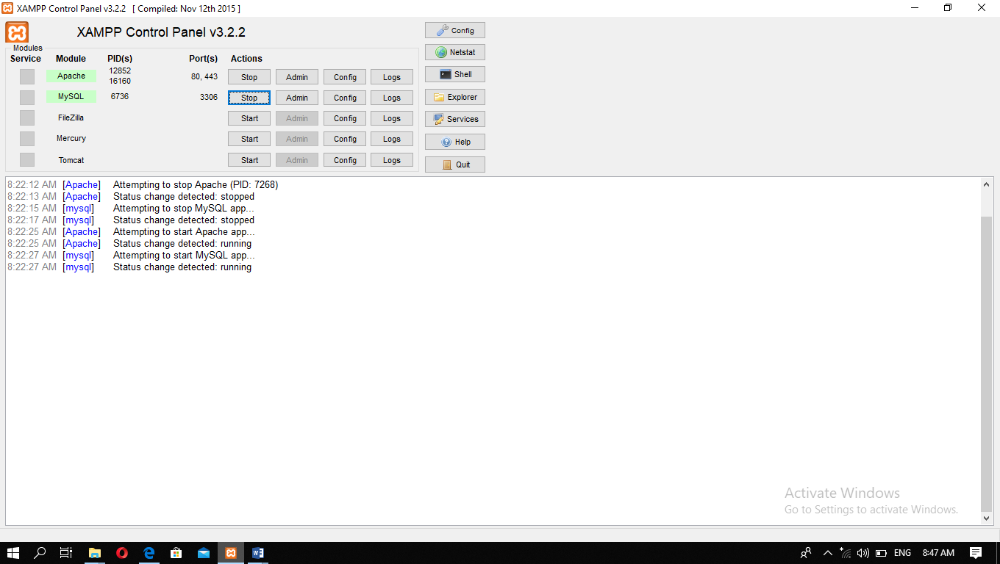 XAMPP Control Panel v3.2.2 [ Compiled: Nov 12th 2015 ]
XAMPP Control Panel v3.2.2
Config
Modules
Service Module PID(s) Port(s) Actions
Netstat
Apache 12852 16160 80, 443 Stop Admin Config Logs
Shell
MySQL 6736 3306 Stop Admin Config Logs
Explorer
FileZilla Start Admin Config Logs
Services
Mercury Start Admin Config Logs
Help
Tomcat Start Admin Config Logs
Quit
8:22:12 AM [Apache] Attempting to stop Apache (PID: 7268)
8:22:13 AM [Apache] Status change detected: stopped
8:22:15 AM [mysql] Attempting to stop MySQL app...
8:22:17 AM [mysql] Status change detected: stopped
8:22:25 AM [Apache] Attempting to start Apache app...
8:22:25 AM [Apache] Status change detected: running
8:22:27 AM [mysql] Attempting to start MySQL app...
8:22:27 AM [mysql] Status change detected: running
Activate Windows
Go to Settings to activate Windows.
ENG 8:47 AM